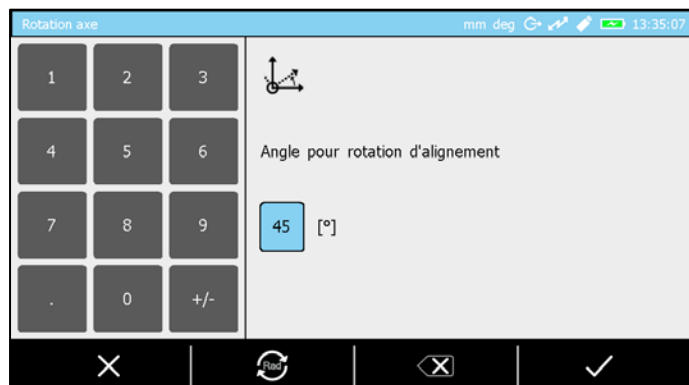 Rotation axe mm deg 13:35:07
1 2 3
4 5 6 Angle pour rotation d'alignement
7 8 9 45 [°]
. 0 +/-
Rad